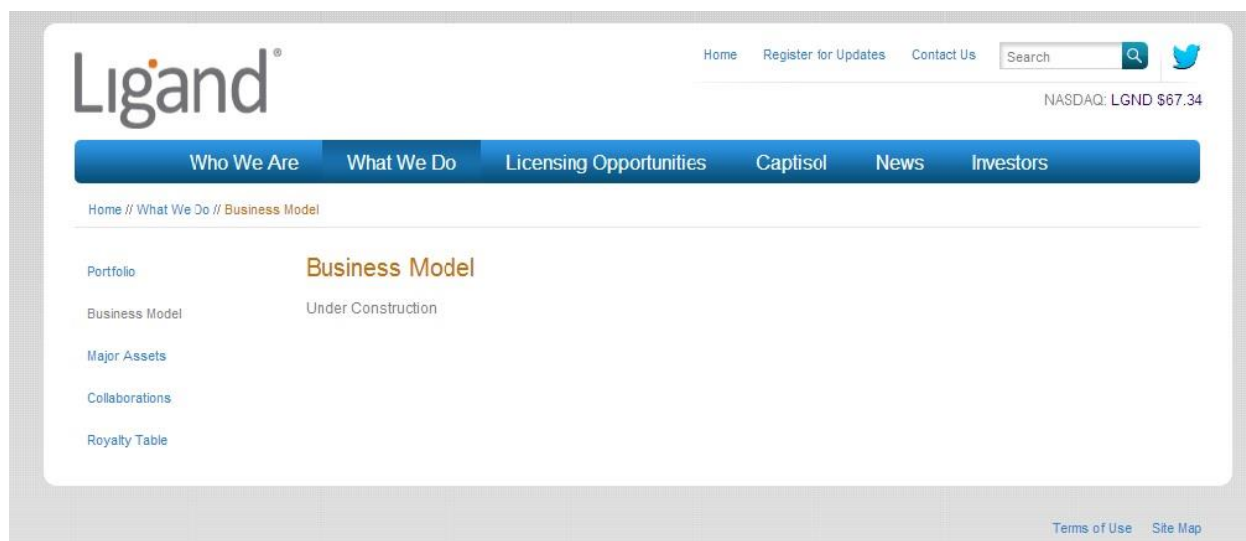 Ligand®
Home Register for Updates Contact Us Search
NASDAQ: LGND $67.34
Who We Are What We Do Licensing Opportunities Captisol News Investors
Home // What We Do // Business Model
Portfolio
Business Model
Major Assets
Collaborations
Royalty Table
Business Model
Under Construction
Terms of Use Site Map